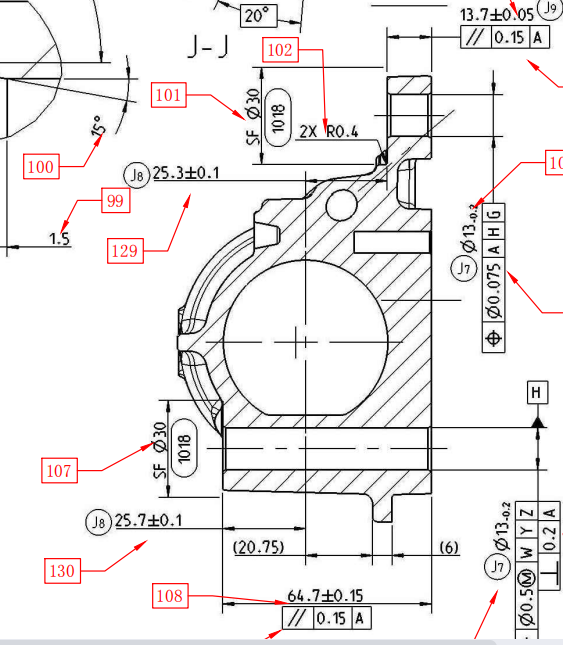 20°
13.7±0.05 J9
// 0.15 A
J-J
102
101
SF Ø30
1018
2X R0.4
15°
100
J8 25.3±0.1
10
99
1.5
129
J7 Ø13-0.2
⌖ Ø0.075 A H G
H
SF Ø30
1018
107
J8 25.7±0.1
(20.75)
(6)
J7 Ø13-0.2
Ø0.5Ⓜ W Y Z
⊥ 0.2 A
130
108
64.7±0.15
// 0.15 A